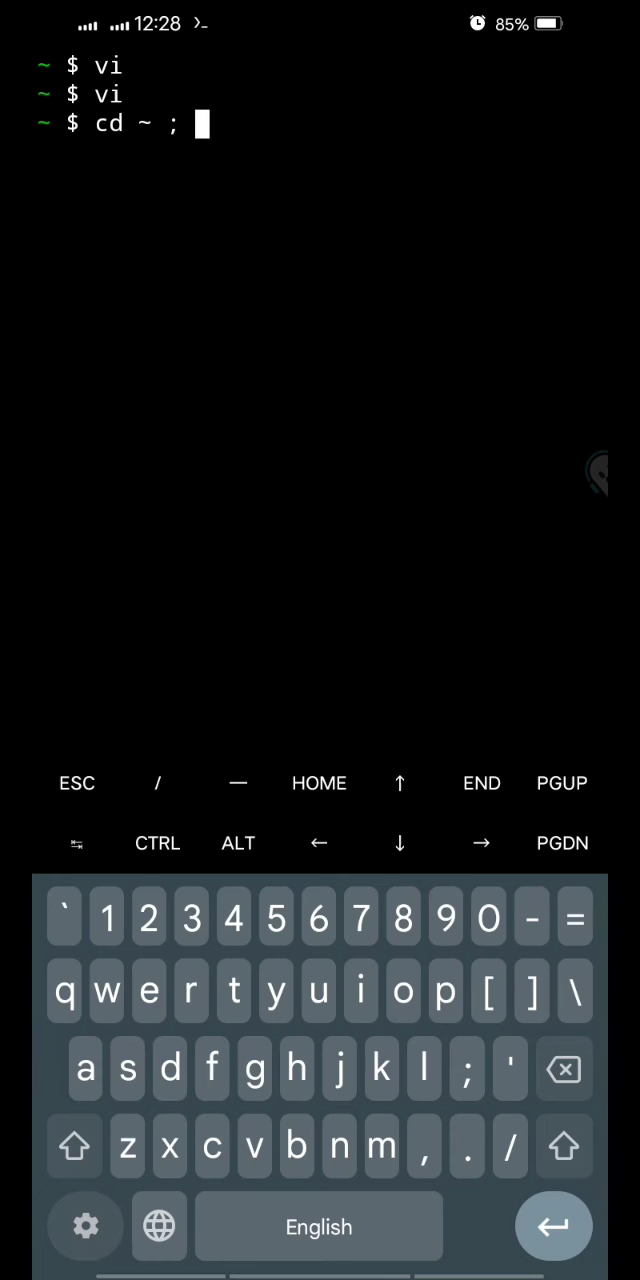 12:28 >_ 85%
~ $ vi
~ $ vi
~ $ cd ~ ;
ESC / — HOME ↑ END PGUP
↹ CTRL ALT ← ↓ → PGDN
` 1 2 3 4 5 6 7 8 9 0 - =
q w e r t y u i o p [ ] \
a s d f g h j k l ; '
z x c v b n m , . /
English